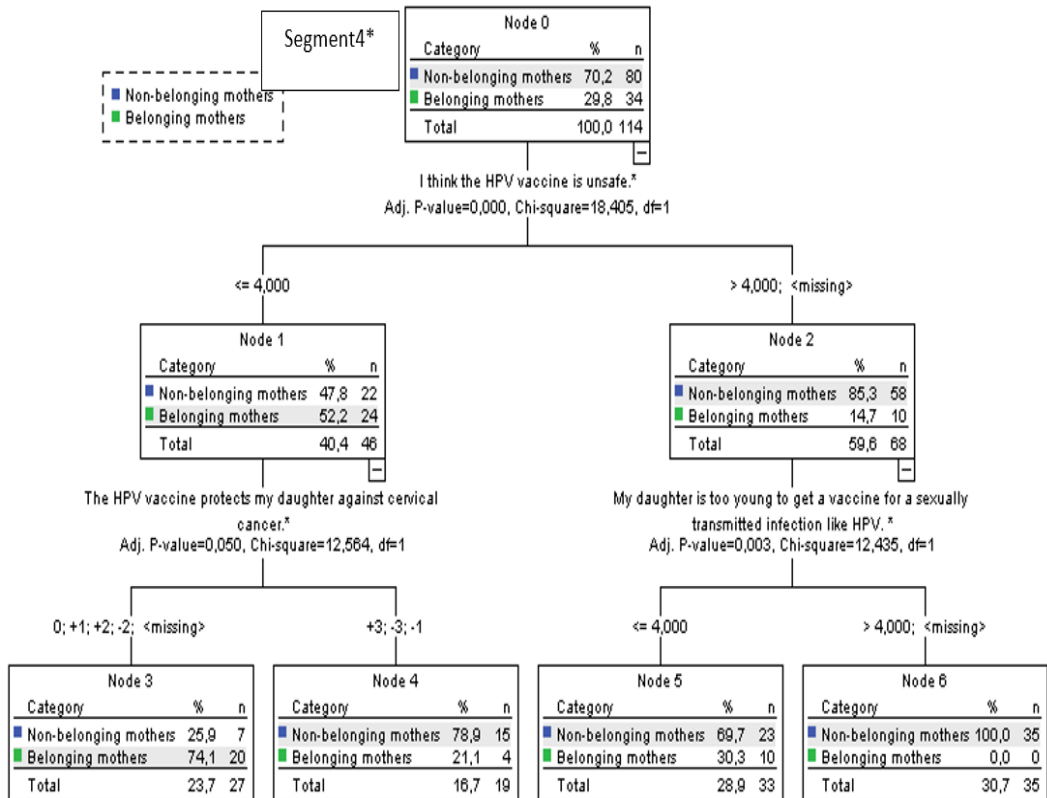 Segment4*
Non-belonging mothers
Belonging mothers
Node 0
Category % n
Non-belonging mothers 70,2 80
Belonging mothers 29,8 34
Total 100,0 114
I think the HPV vaccine is unsafe.*
Adj. P-value=0,000, Chi-square=18,405, df=1
<= 4,000
> 4,000; <missing>
Node 1
Category % n
Non-belonging mothers 47,8 22
Belonging mothers 52,2 24
Total 40,4 46
Node 2
Category % n
Non-belonging mothers 85,3 58
Belonging mothers 14,7 10
Total 59,6 68
The HPV vaccine protects my daughter against cervical
cancer.*
Adj. P-value=0,050, Chi-square=12,564, df=1
My daughter is too young to get a vaccine for a sexually
transmitted infection like HPV. *
Adj. P-value=0,003, Chi-square=12,435, df=1
0; +1; +2; -2; <missing>
+3; -3; -1
<= 4,000
> 4,000; <missing>
Node 3
Category % n
Non-belonging mothers 25,9 7
Belonging mothers 74,1 20
Total 23,7 27
Node 4
Category % n
Non-belonging mothers 78,9 15
Belonging mothers 21,1 4
Total 16,7 19
Node 5
Category % n
Non-belonging mothers 69,7 23
Belonging mothers 30,3 10
Total 28,9 33
Node 6
Category % n
Non-belonging mothers 100,0 35
Belonging mothers 0,0 0
Total 30,7 35